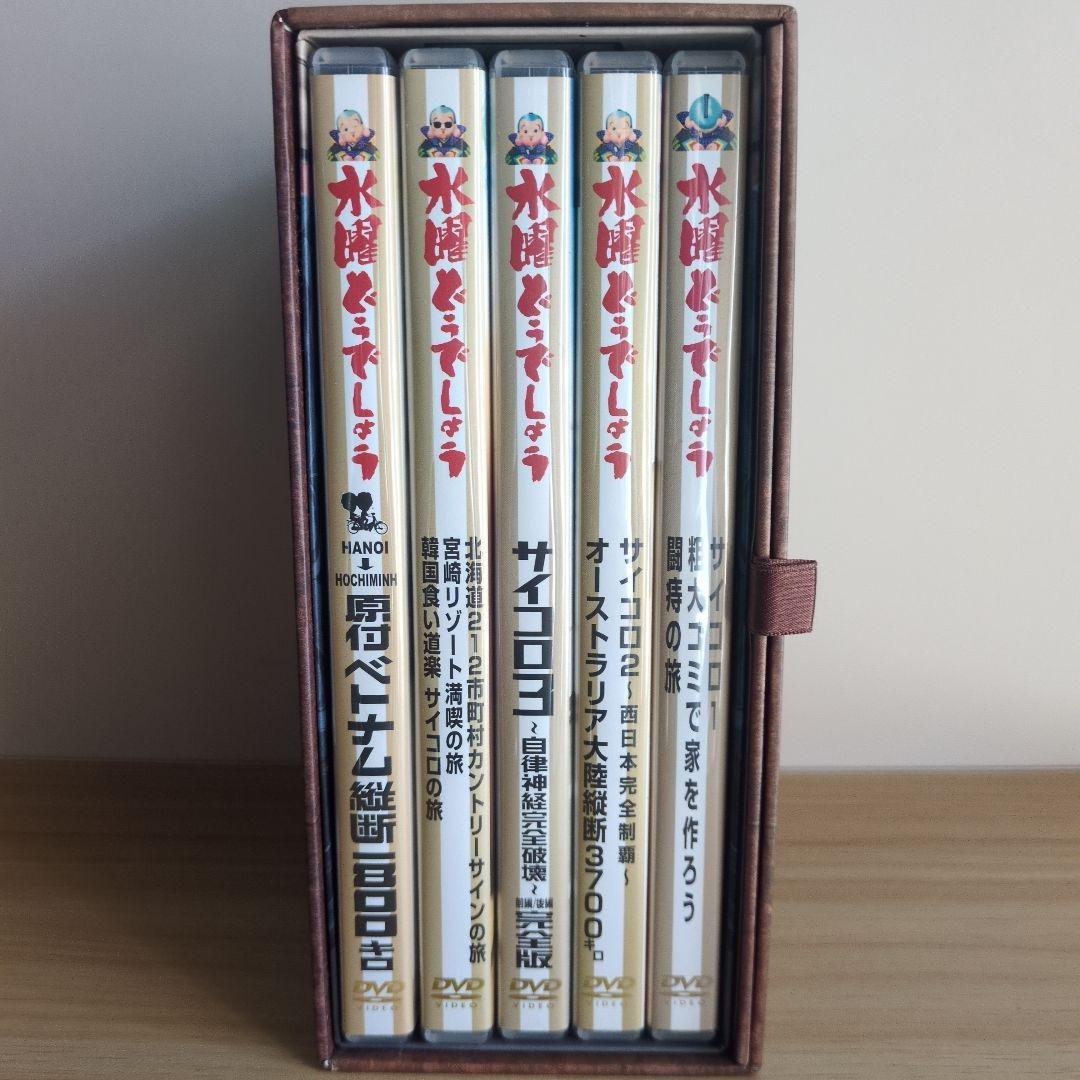 水曜どうでしょう
HANOI
HOCHIMINH
原付ベトナム縦断1800キロ
DVD
VIDEO
水曜どうでしょう
北海道212市町村カントリーサインの旅
宮崎リゾート満喫の旅
韓国食い道楽 サイコロの旅
DVD
VIDEO
水曜どうでしょう
サイコロ3
～自律神経完全破壊～
前編/後編
完全版
DVD
VIDEO
水曜どうでしょう
サイコロ2～西日本完全制覇～
オーストラリア大陸縦断3700キロ。
DVD
VIDEO
水曜どうでしょう
サイコロ1
粗大ゴミで家を作ろう
闘痔の旅
DVD
VIDEO